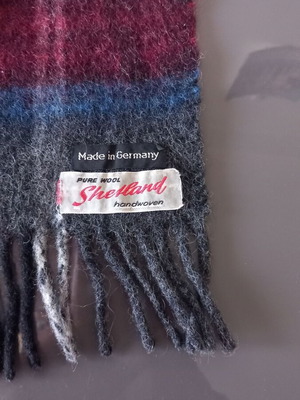 Made in Germany
PURE WOOL
Shetland
handwoven